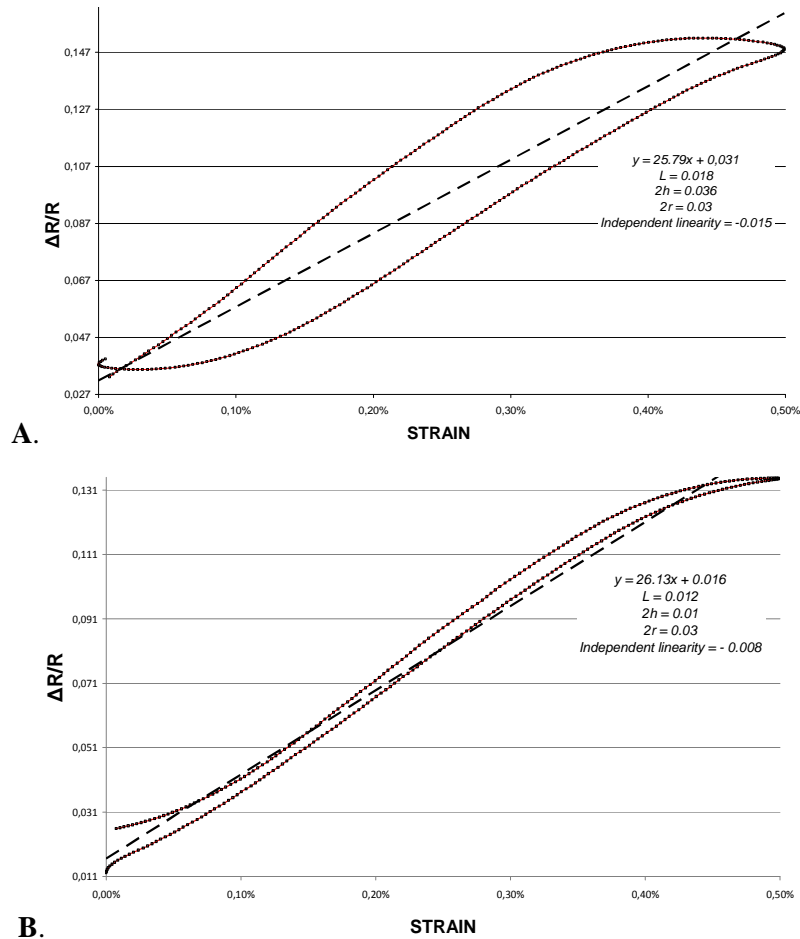 0,147
0,127
0,107
0,087
0,067
0,047
0,027
ΔR/R
y = 25.79x + 0,031
L = 0.018
2h = 0.036
2r = 0.03
Independent linearity = -0.015
0,00%
0,10%
0,20%
0,30%
0,40%
0,50%
STRAIN
A.
0,131
0,111
0,091
0,071
0,051
0,031
0,011
ΔR/R
y = 26.13x + 0.016
L = 0.012
2h = 0.01
2r = 0.03
Independent linearity = - 0.008
0,00%
0,10%
0,20%
0,30%
0,40%
0,50%
STRAIN
B.